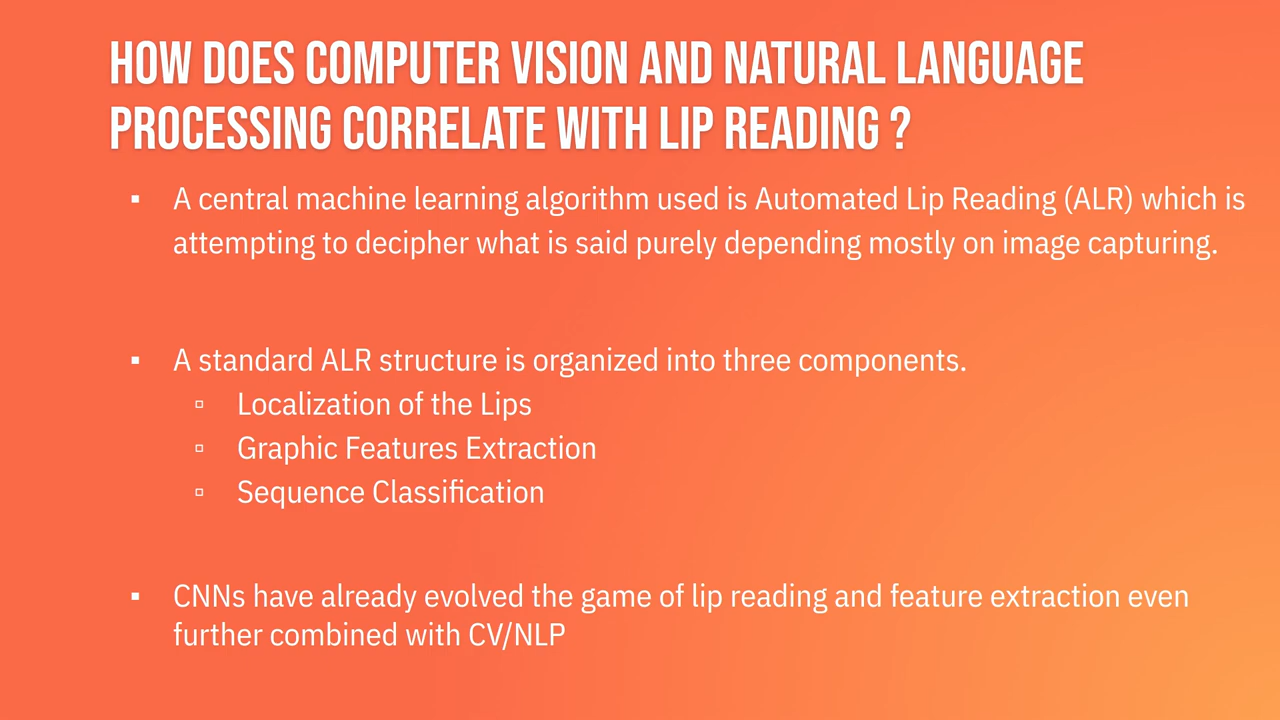 HOW DOES COMPUTER VISION AND NATURAL LANGUAGE
PROCESSING CORRELATE WITH LIP READING ?
▪ A central machine learning algorithm used is Automated Lip Reading (ALR) which is
attempting to decipher what is said purely depending mostly on image capturing.
▪ A standard ALR structure is organized into three components.
▫ Localization of the Lips
▫ Graphic Features Extraction
▫ Sequence Classification
▪ CNNs have already evolved the game of lip reading and feature extraction even
further combined with CV/NLP